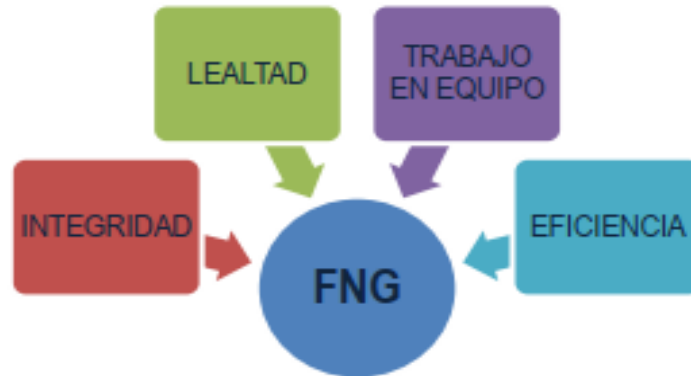 LEALTAD
TRABAJO
EN EQUIPO
INTEGRIDAD
EFICIENCIA
FNG